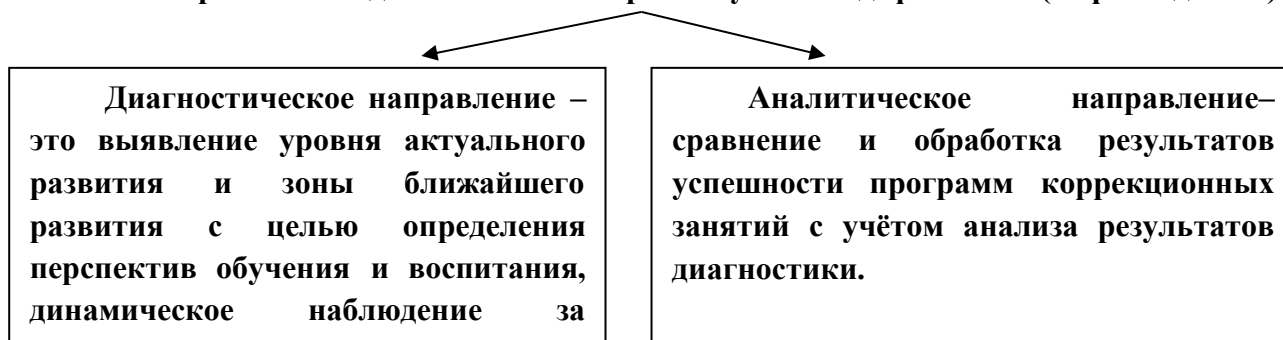 Диагностическое направление –
это выявление уровня актуального
развития и зоны ближайшего
развития с целью определения
перспектив обучения и воспитания,
динамическое наблюдение за
Аналитическое направление–
сравнение и обработка результатов
успешности программ коррекционных
занятий с учётом анализа результатов
диагностики.